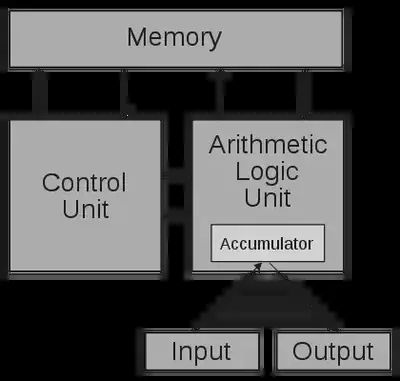 Memory
Control
Unit
Arithmetic
Logic
Unit
Accumulator
Input
Output